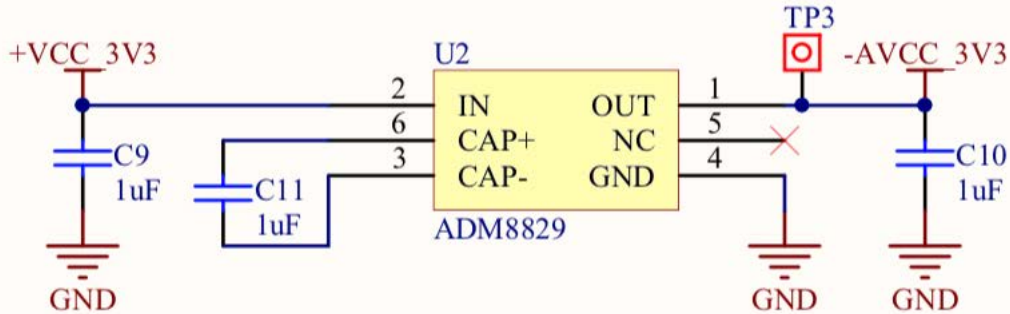 TP3
+VCC_3V3
U2
-AVCC_3V3
2
IN
OUT
1
6
CAP+
NC
5
3
CAP-
GND
4
C9
1uF
C11
1uF
C10
1uF
ADM8829
GND
GND
GND